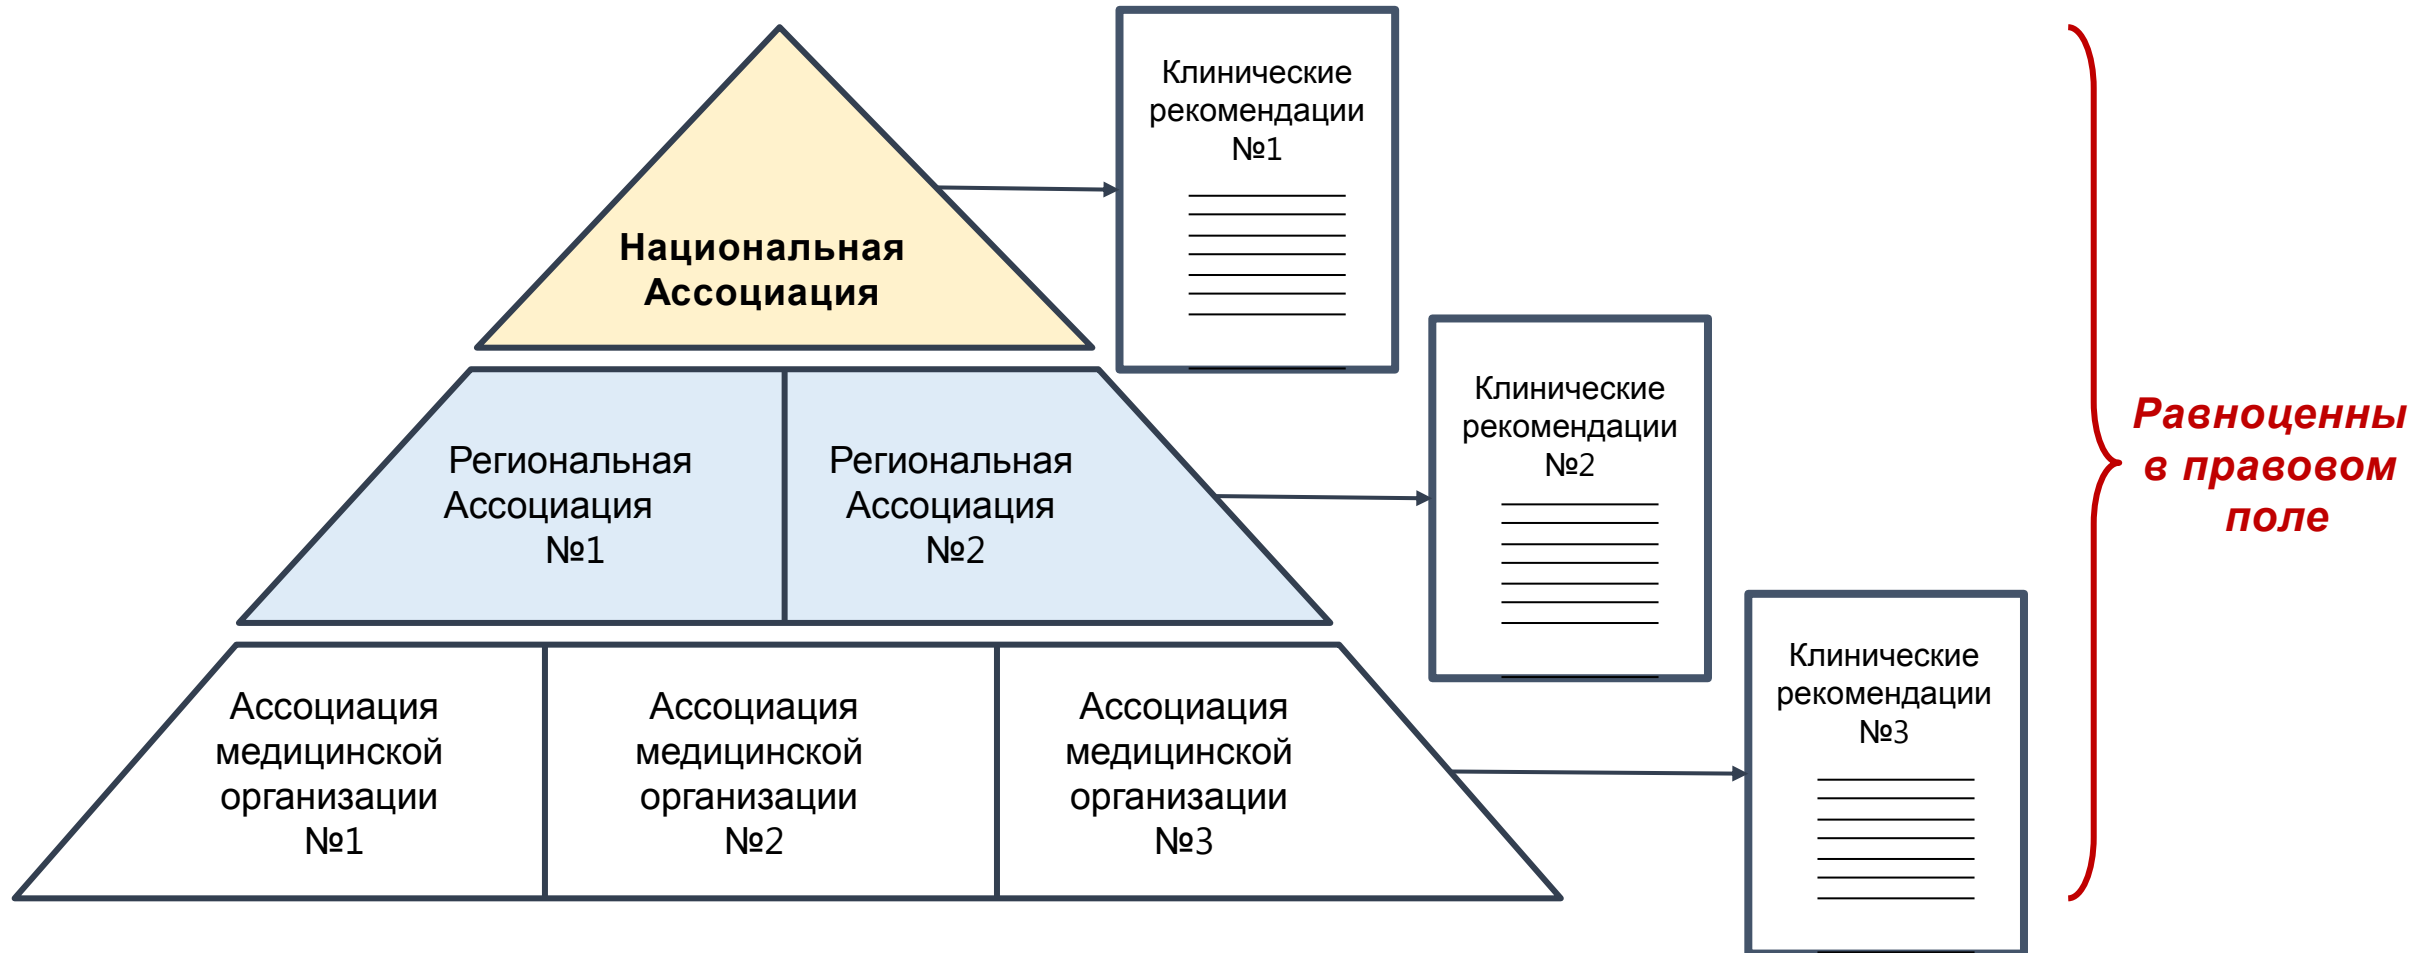 Клинические
рекомендации
№1
Национальная
Ассоциация
Клинические
рекомендации
№2
Региональная
Ассоциация
№1
Региональная
Ассоциация
№2
Равноценны
в правовом
поле
Клинические
рекомендации
№3
Ассоциация
медицинской
организации
№1
Ассоциация
медицинской
организации
№2
Ассоциация
медицинской
организации
№3